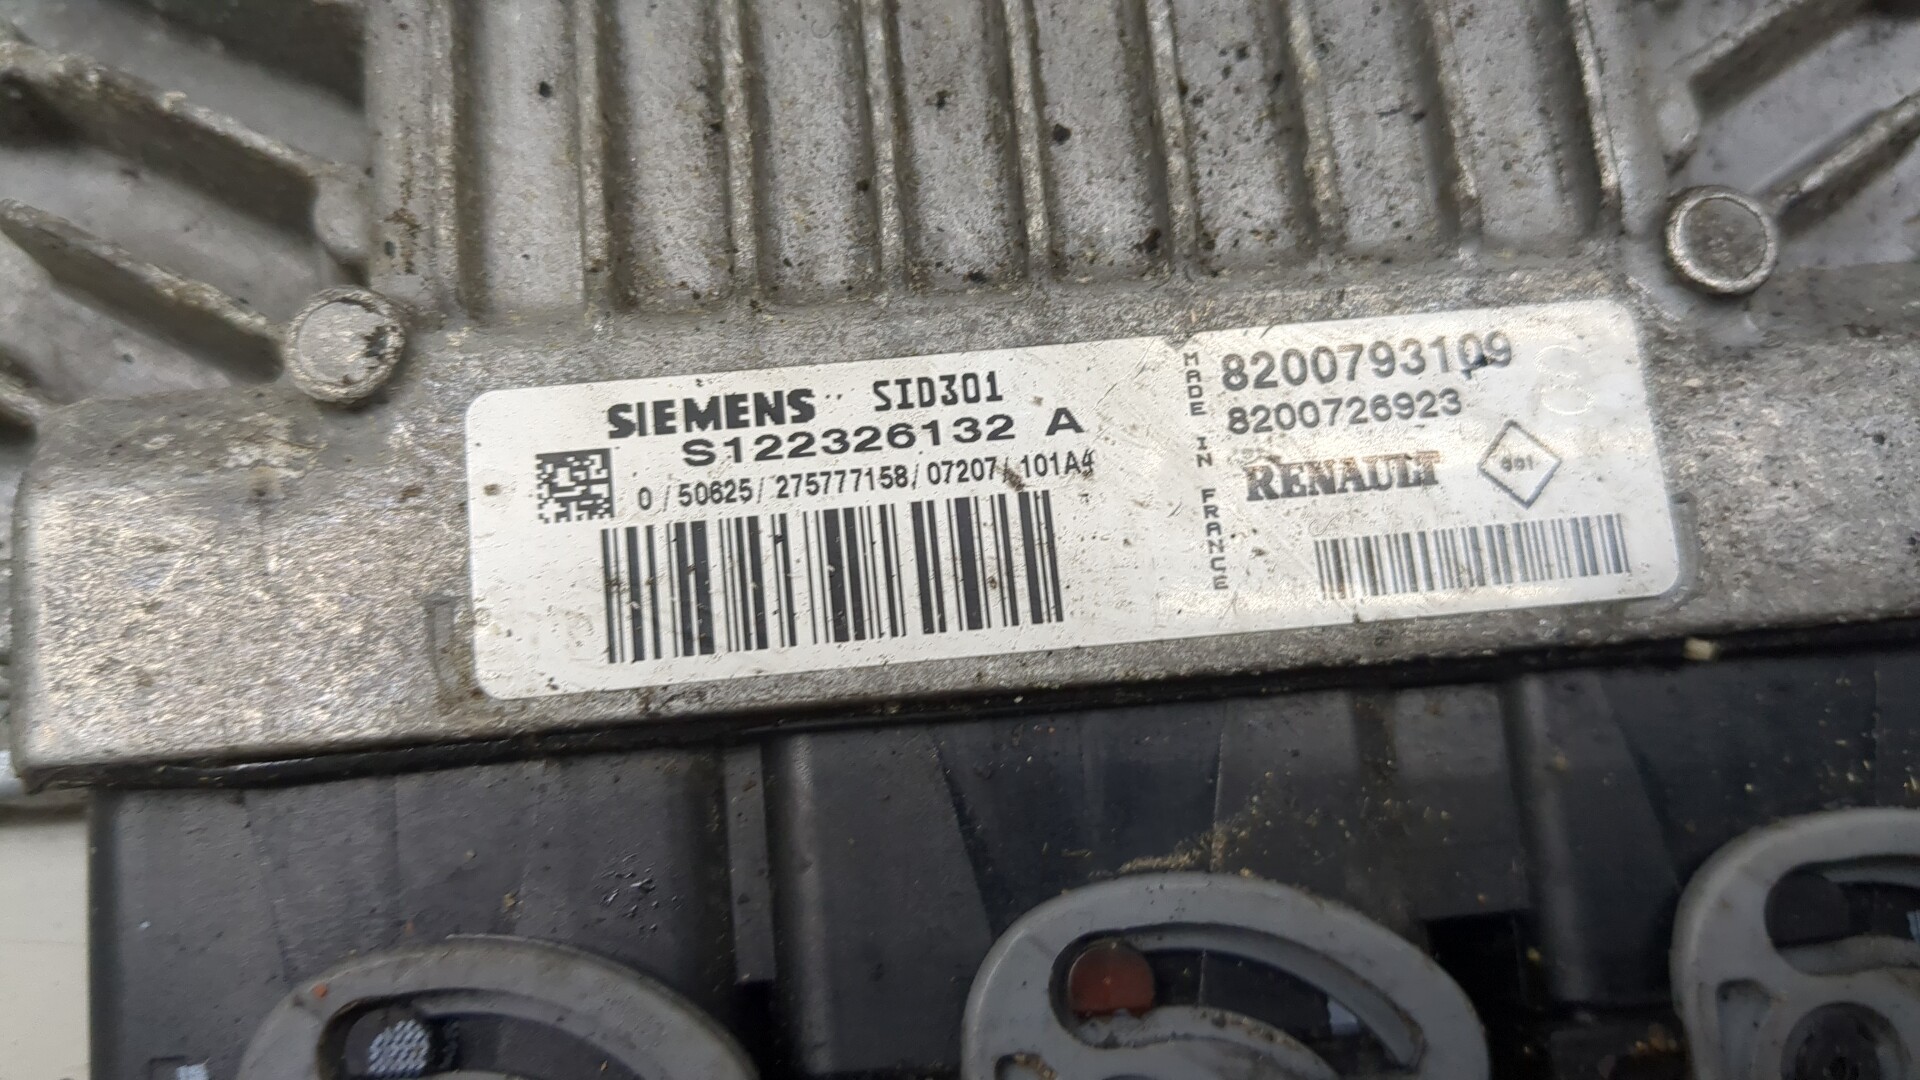 SIEMENS SID301
S122326132 A
0 / 50625 / 275777158 / 07207 / 101A4
MADE IN FRANCE
8200793109
8200726923
RENAULT